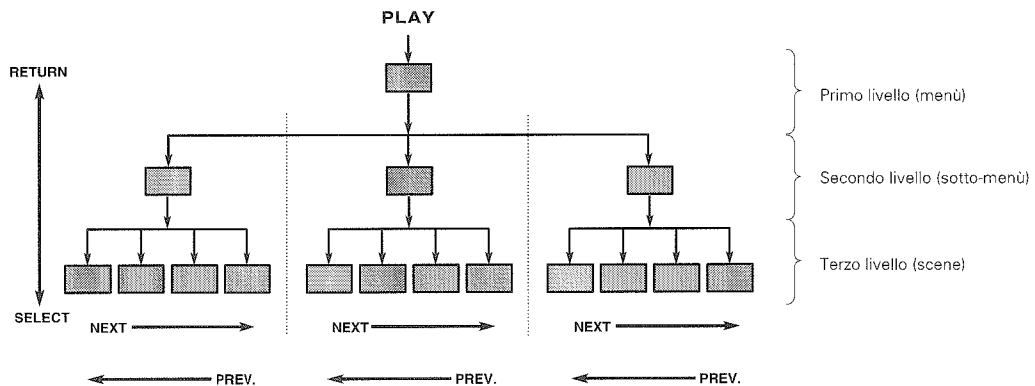 PLAY
RETURN
Primo livello (menù)
Secondo livello (sotto-menù)
Terzo livello (scene)
SELECT
NEXT
NEXT
NEXT
PREV.
PREV.
PREV.